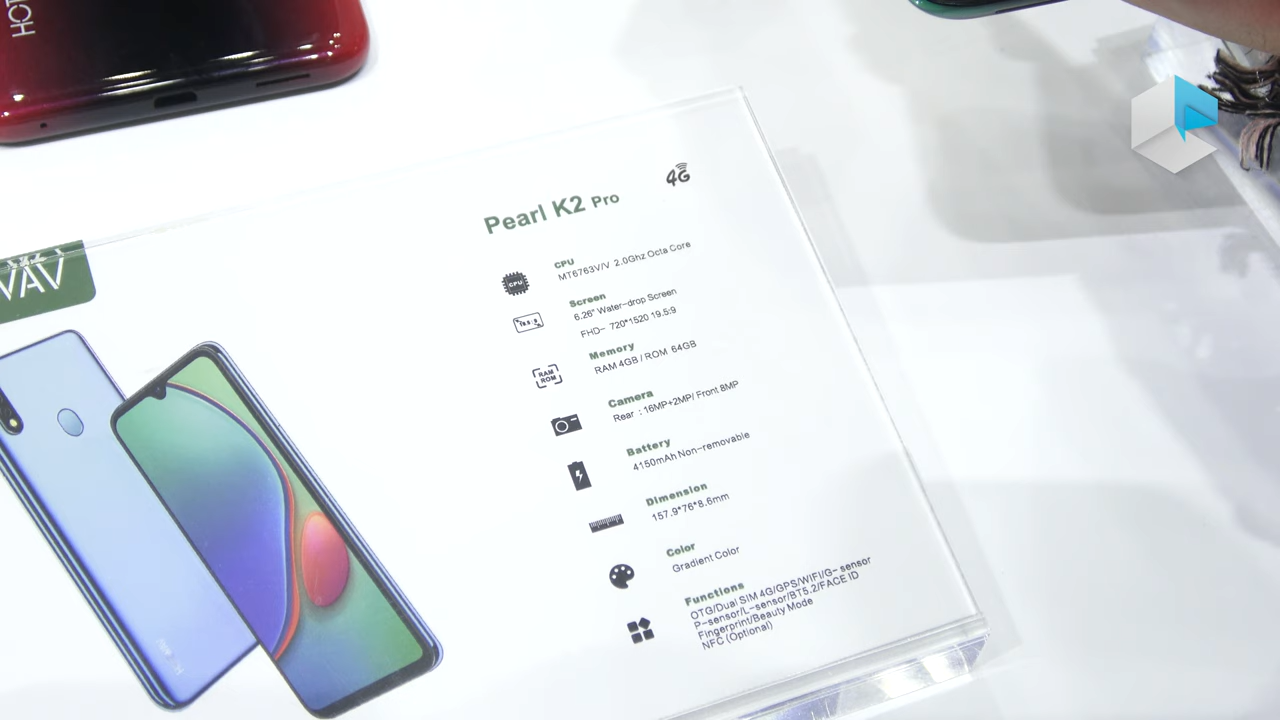 Pearl K2 Pro
4G
CPU
CPU
MT6763V/V 2.0Ghz Octa Core
Screen
6.26" Water-drop Screen
FHD- 720*1520 19.5:9
RAM
ROM
Memory
RAM 4GB / ROM 64GB
Camera
Rear : 16MP+2MP/ Front 8MP
Battery
4150mAh Non-removable
Dimension
157.9*76*8.6mm
Color
Gradient Color
Functions
OTG/Dual SIM 4G/GPS/WIFI/G- sensor
P-sensor/L-sensor/BT5.2/FACE ID
Fingerprint/Beauty Mode
NFC (Optional)